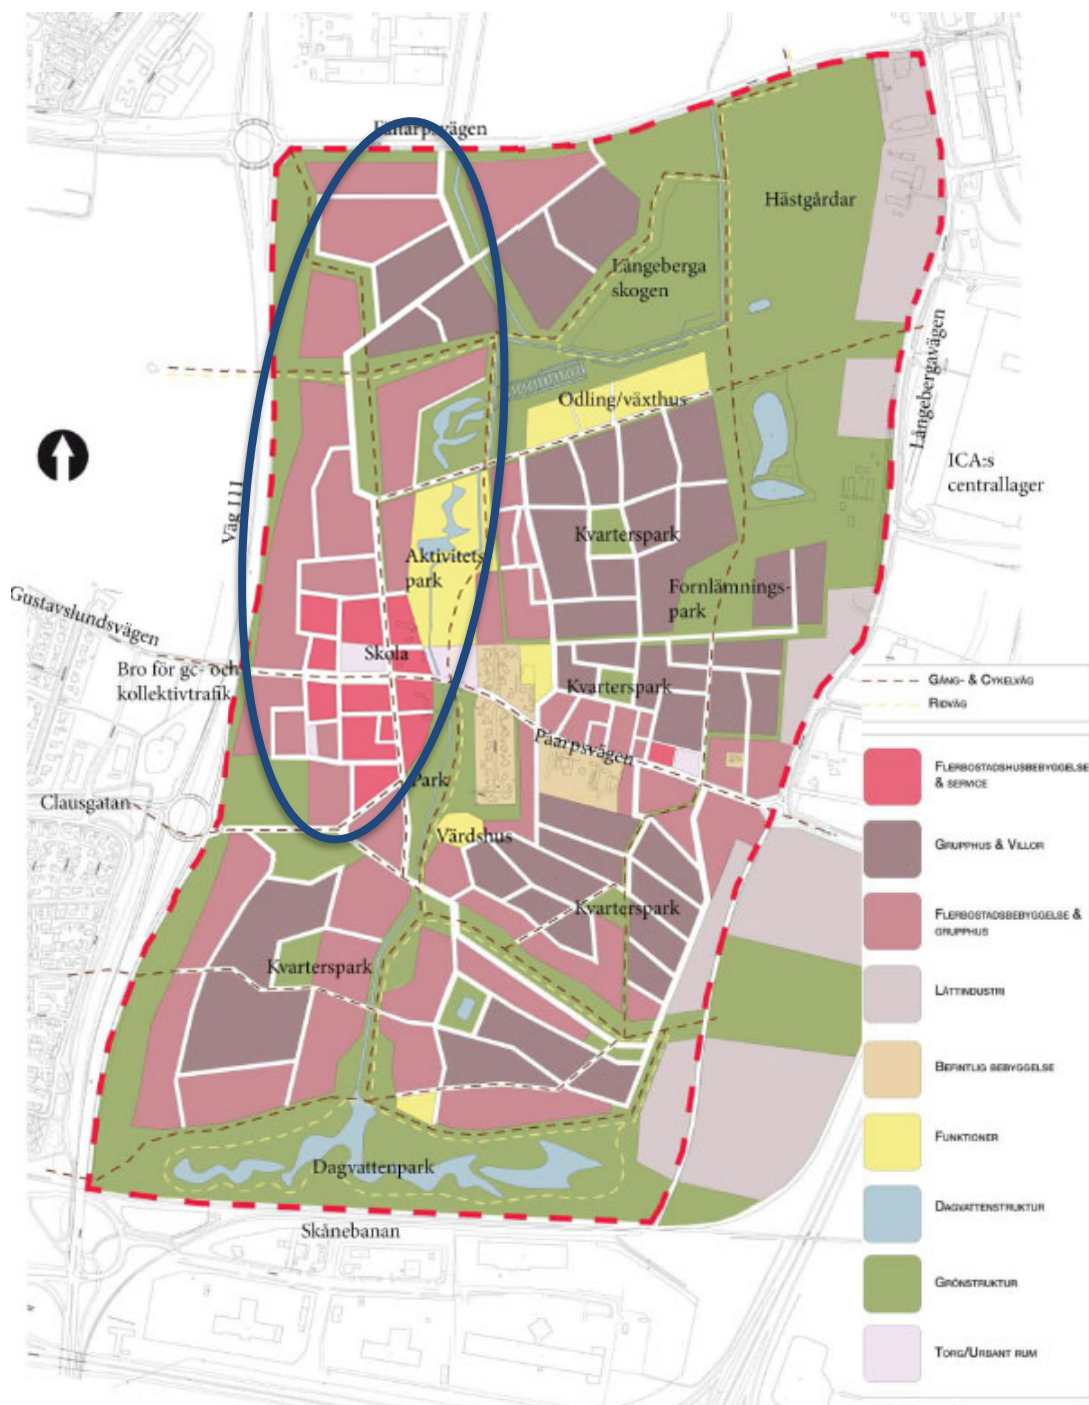 Fältarpsvägen
Hästgårdar
Långeberga
skogen
Långebergavägen
Odling/växthus
ICA:s
centrallager
Väg 111
Kvarterspark
Aktivitets
park
Fornlämnings-
park
Gustavslundsvägen
Skola
Bro för gc- och
kollektivtrafik
Kvarterspark
Påarpsvägen
Park
Clausgatan
Värdshus
Kvarterspark
Kvarterspark
Dagvattenpark
Skånebanan
GÅNG- & CYKELVÄG
RIDVÄG
FLERBOSTADSHUSBEBYGGELSE
& SERVICE
GRUPPHUS & VILLOR
FLERBOSTADSBEBYGGELSE &
GRUPPHUS
LÄTTINDUSTRI
BEFINTLIG BEBYGGELSE
FUNKTIONER
DAGVATTENSTRUKTUR
GRÖNSTRUKTUR
TORG/URBANT RUM